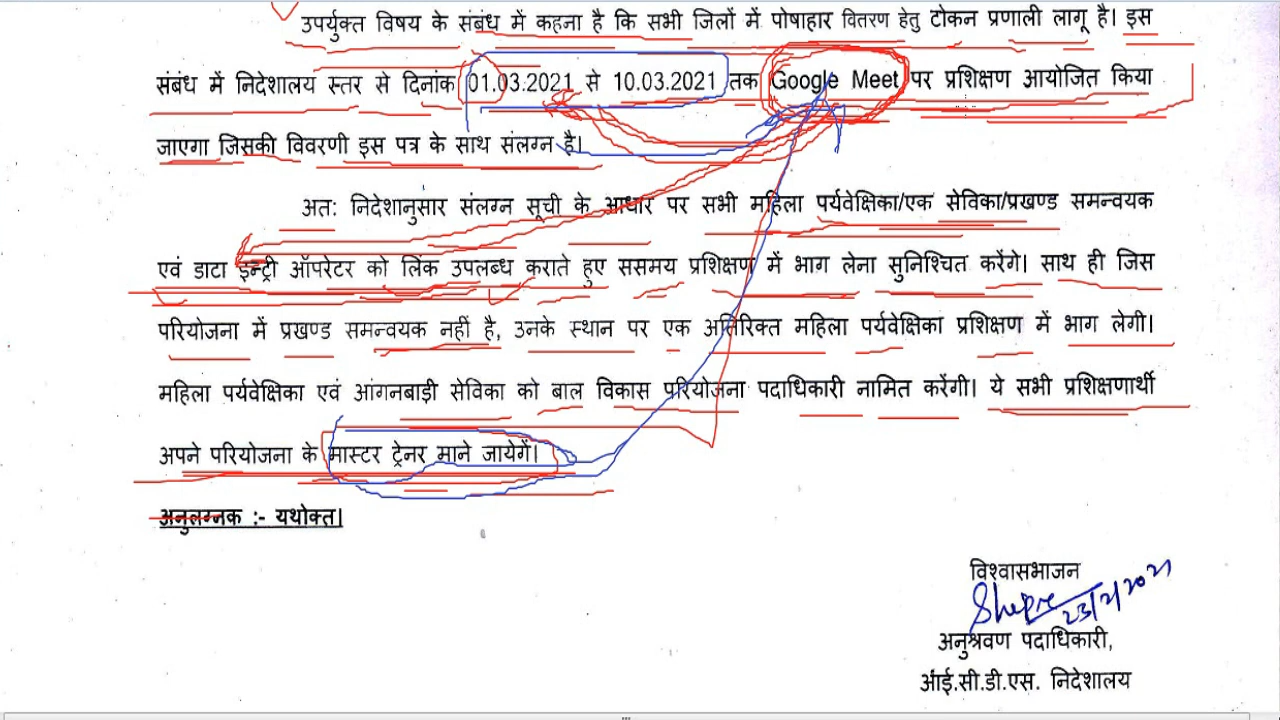 उपर्युक्त विषय के संबंध में कहना है कि सभी जिलों में पोषाहार वितरण हेतु टोकन प्रणाली लागू है। इस
संबंध में निदेशालय स्तर से दिनांक 01.03.2021 से 10.03.2021 तक Google Meet पर प्रशिक्षण आयोजित किया
जाएगा जिसकी विवरणी इस पत्र के साथ संलग्न है।
अत: निदेशानुसार संलग्न सूची के आधार पर सभी महिला पर्यवेक्षिका/एक सेविका/प्रखण्ड समन्वयक
एवं डाटा इन्ट्री ऑपरेटर को लिंक उपलब्ध कराते हुए ससमय प्रशिक्षण में भाग लेना सुनिश्चित करेंगे। साथ ही जिस
परियोजना में प्रखण्ड समन्वयक नहीं है, उनके स्थान पर एक अतिरिक्त महिला पर्यवेक्षिका प्रशिक्षण में भाग लेगी।
महिला पर्यवेक्षिका एवं आंगनबाड़ी सेविका को बाल विकास परियोजना पदाधिकारी नामित करेंगी। ये सभी प्रशिक्षणार्थी
अपने परियोजना के मास्टर ट्रेनर माने जायेगें।
अनुलग्नक :- यथोक्त।
विश्वासभाजन
23/2/2021
अनुश्रवण पदाधिकारी,
आई.सी.डी.एस. निदेशालय